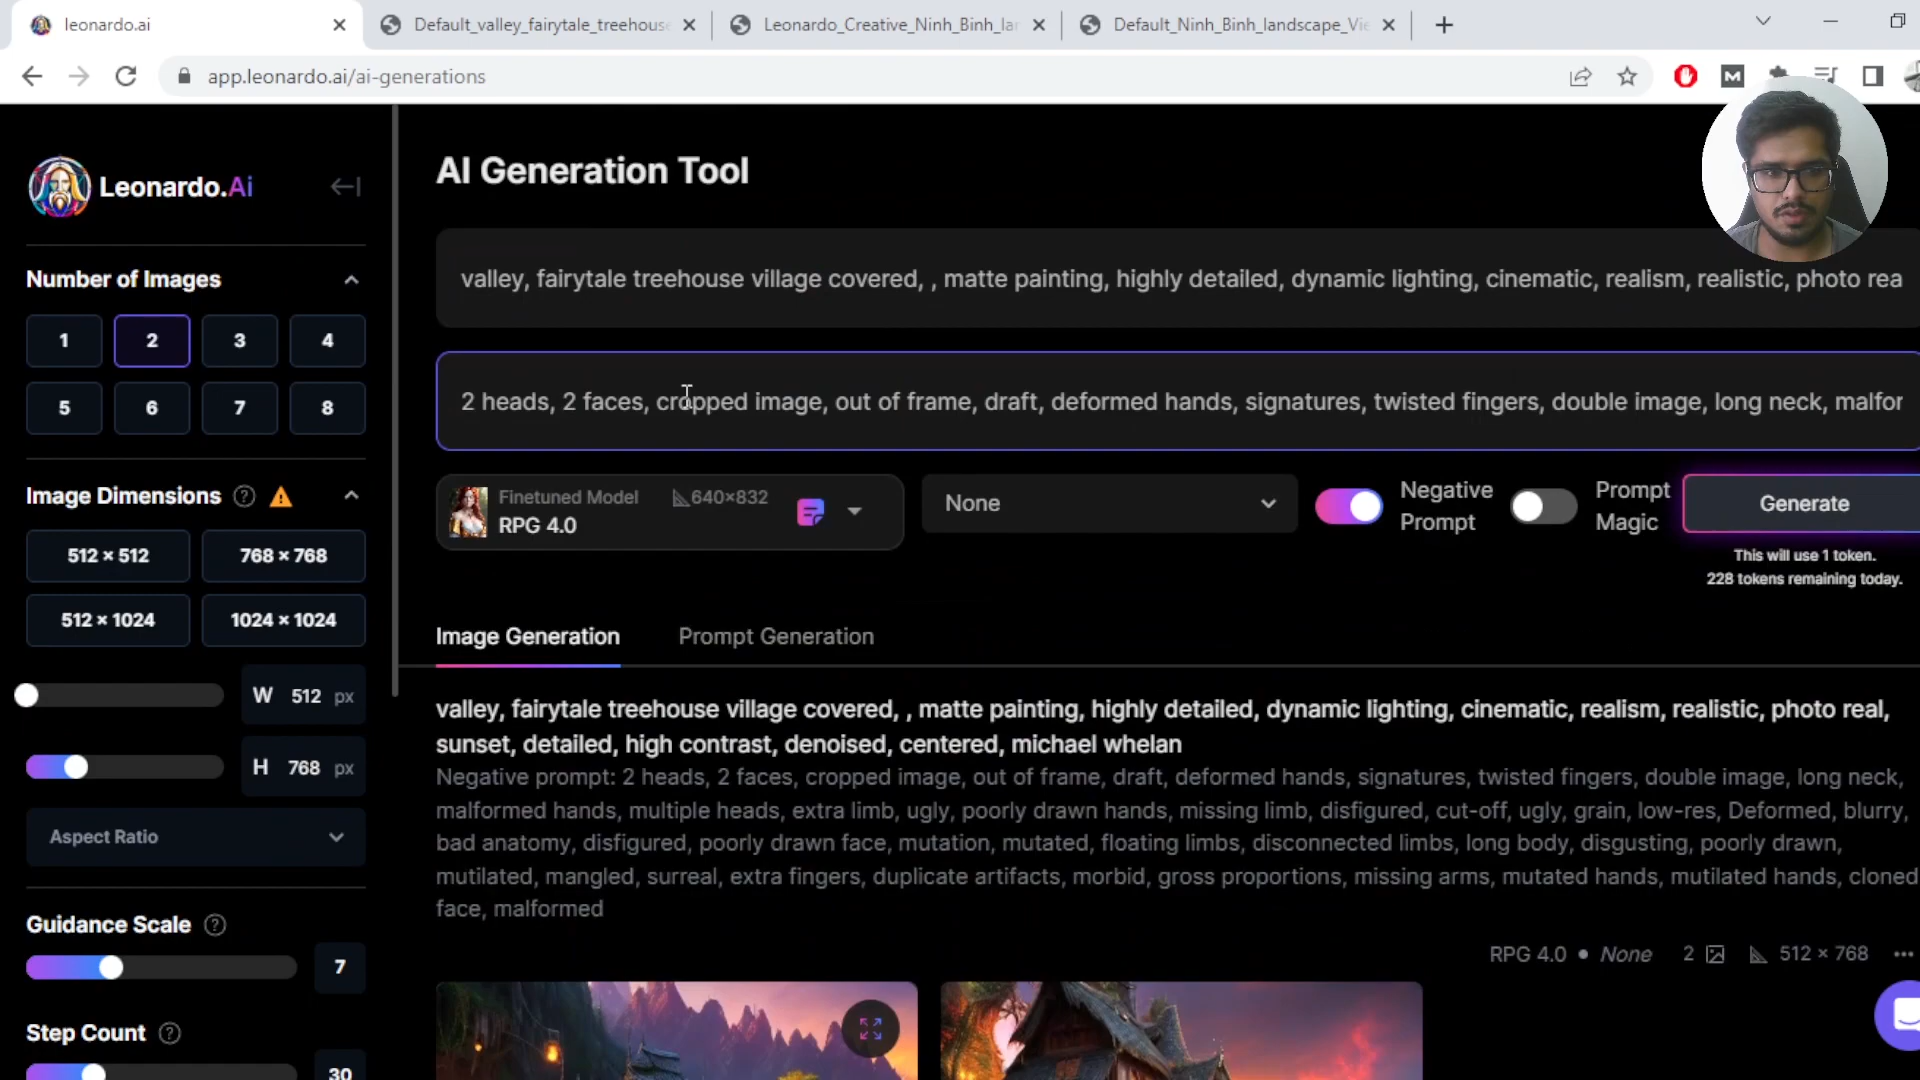 leonardo.ai
Default_valley_fairytale_treehouse
Leonardo_Creative_Ninh_Binh_lan
Default_Ninh_Binh_landscape_Vie
app.leonardo.ai/ai-generations
Leonardo.Ai
Number of Images
1 2 3 4
5 6 7 8
Image Dimensions
512 × 512 768 × 768
512 × 1024 1024 × 1024
W 512 px
H 768 px
Aspect Ratio
Guidance Scale
7
Step Count
30
AI Generation Tool
valley, fairytale treehouse village covered, , matte painting, highly detailed, dynamic lighting, cinematic, realism, realistic, photo rea
2 heads, 2 faces, cropped image, out of frame, draft, deformed hands, signatures, twisted fingers, double image, long neck, malfor
Finetuned Model 640×832
RPG 4.0
None
Negative
Prompt
Prompt
Magic
Generate
This will use 1 token.
228 tokens remaining today.
Image Generation Prompt Generation
valley, fairytale treehouse village covered, , matte painting, highly detailed, dynamic lighting, cinematic, realism, realistic, photo real,
sunset, detailed, high contrast, denoised, centered, michael whelan
Negative prompt: 2 heads, 2 faces, cropped image, out of frame, draft, deformed hands, signatures, twisted fingers, double image, long neck,
malformed hands, multiple heads, extra limb, ugly, poorly drawn hands, missing limb, disfigured, cut-off, ugly, grain, low-res, Deformed, blurry,
bad anatomy, disfigured, poorly drawn face, mutation, mutated, floating limbs, disconnected limbs, long body, disgusting, poorly drawn,
mutilated, mangled, surreal, extra fingers, duplicate artifacts, morbid, gross proportions, missing arms, mutated hands, mutilated hands, cloned
face, malformed
RPG 4.0 • None 2 512 × 768 •••